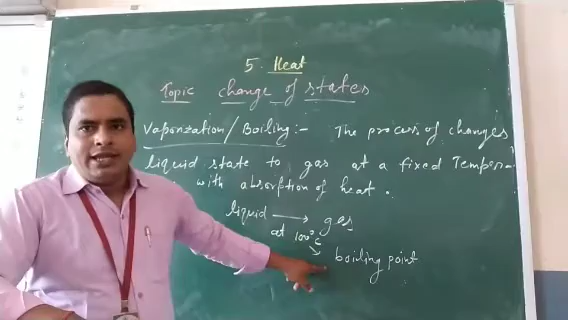 5. Heat
Topic change of states
Vaporization/Boiling:- The process of changes
liquid state to gas at a fixed Tempera-
with absorption of heat.
liquid → gas
at 100°C
↘ boiling point